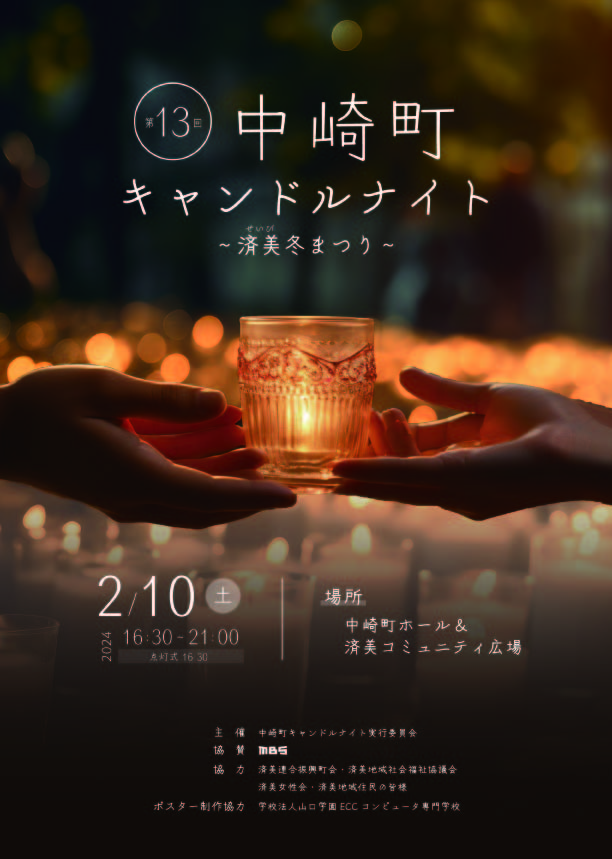 第13回
中崎町
キャンドルナイト
せいび
~済美冬まつり~
2/10 土
2024
16:30-21:00
点灯式 16:30
場所
中崎町ホール&
済美コミュニティ広場
主 催 中崎町キャンドルナイト実行委員会
協 賛 MBS
協 力 済美連合振興町会・済美地域社会福祉協議会
済美女性会・済美地域住民の皆様
ポスター制作協力 学校法人山口学園 ECC コンピュータ専門学校